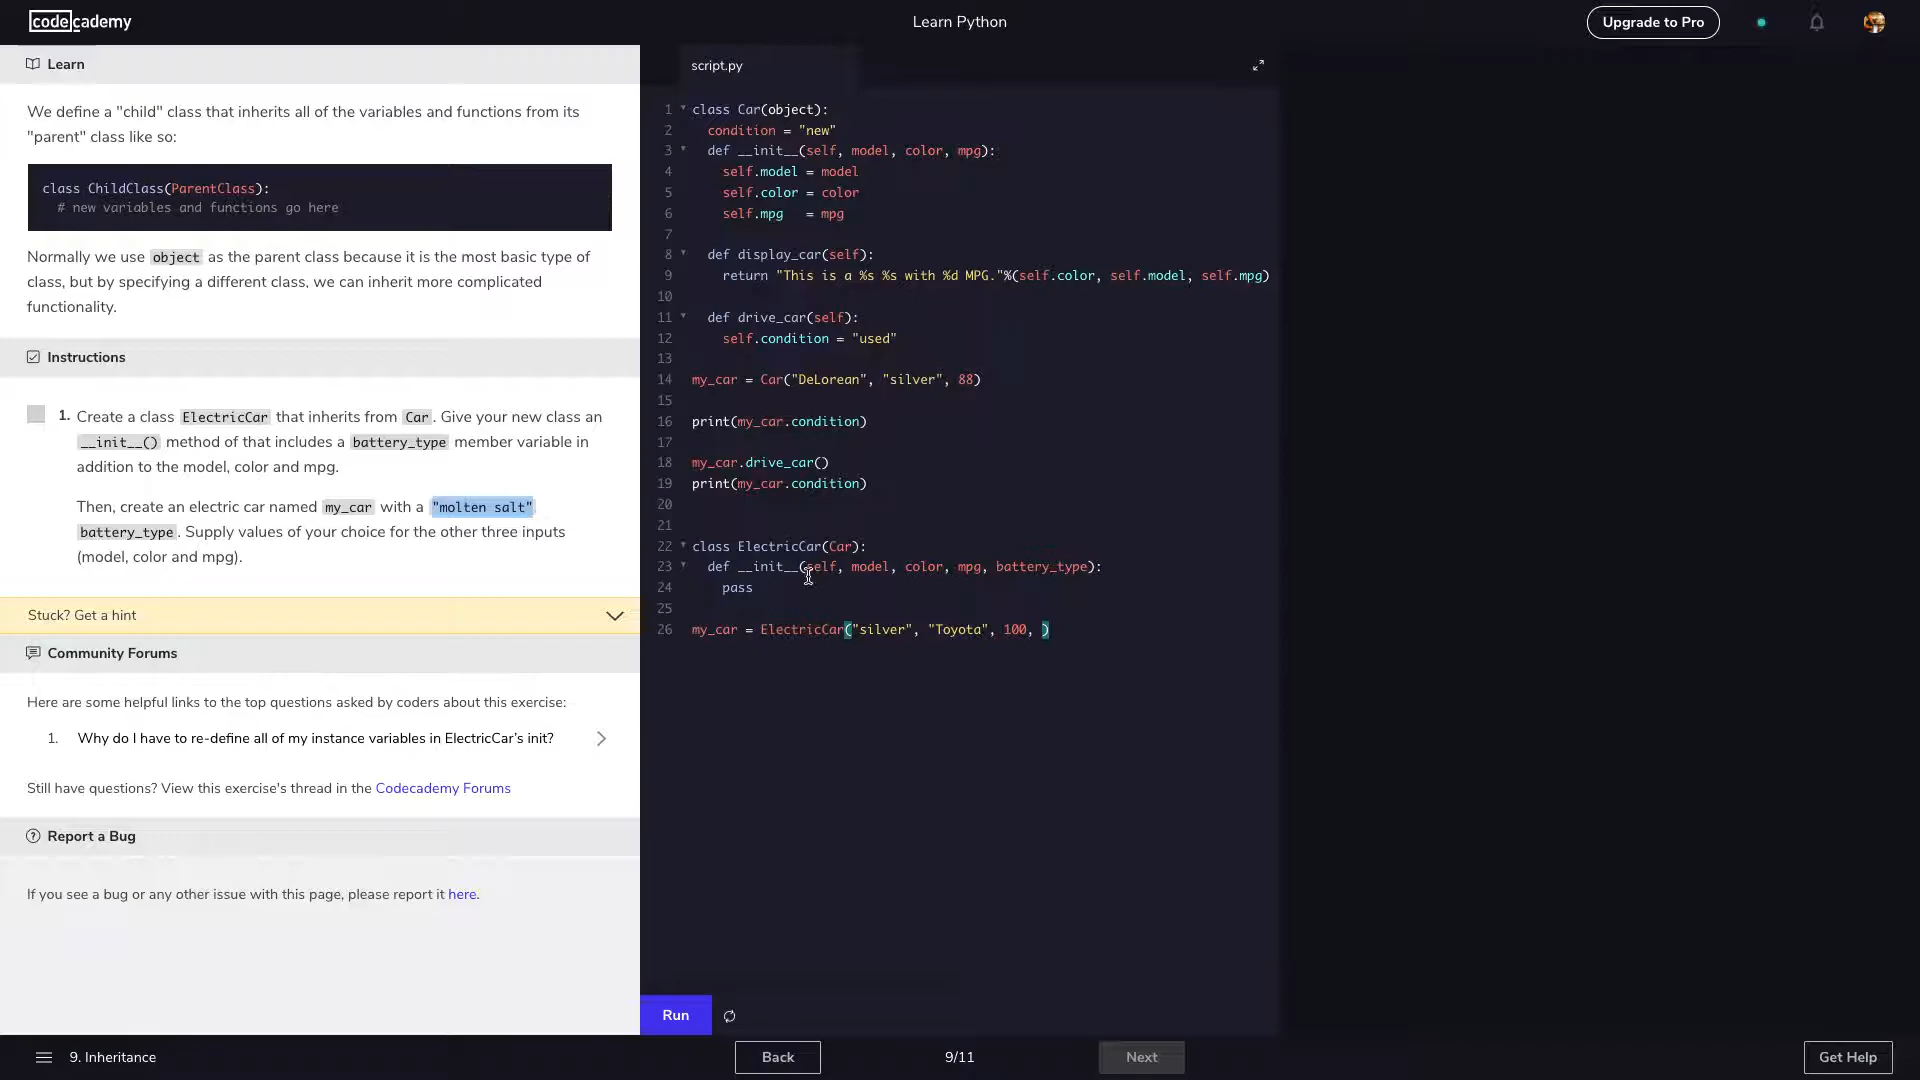 codecademy
Learn Python
Upgrade to Pro
Learn
We define a "child" class that inherits all of the variables and functions from its
"parent" class like so:
class ChildClass(ParentClass):
# new variables and functions go here
Normally we use object as the parent class because it is the most basic type of
class, but by specifying a different class, we can inherit more complicated
functionality.
Instructions
1. Create a class ElectricCar that inherits from Car. Give your new class an
__init__() method of that includes a battery_type member variable in
addition to the model, color and mpg.
Then, create an electric car named my_car with a "molten salt"
battery_type. Supply values of your choice for the other three inputs
(model, color and mpg).
Stuck? Get a hint
Community Forums
Here are some helpful links to the top questions asked by coders about this exercise:
1. Why do I have to re-define all of my instance variables in ElectricCar's init?
Still have questions? View this exercise's thread in the Codecademy Forums
Report a Bug
If you see a bug or any other issue with this page, please report it here.
script.py
1 class Car(object):
2 condition = "new"
3 def __init__(self, model, color, mpg):
4 self.model = model
5 self.color = color
6 self.mpg   = mpg
7
8 def display_car(self):
9 return "This is a %s %s with %d MPG."%(self.color, self.model, self.mpg)
10
11 def drive_car(self):
12 self.condition = "used"
13
14 my_car = Car("DeLorean", "silver", 88)
15
16 print(my_car.condition)
17
18 my_car.drive_car()
19 print(my_car.condition)
20
21
22 class ElectricCar(Car):
23 def __init__(self, model, color, mpg, battery_type):
24 pass
25
26 my_car = ElectricCar("silver", "Toyota", 100, )
Run
9. Inheritance
Back
9/11
Next
Get Help